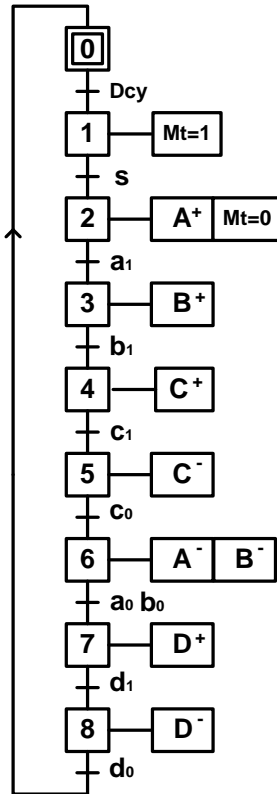 0
Dcy
1 Mt=1
s
2 A⁺ Mt=0
a₁
3 B⁺
b₁
4 C⁺
c₁
5 C⁻
c₀
6 A⁻ B⁻
a₀ b₀
7 D⁺
d₁
8 D⁻
d₀